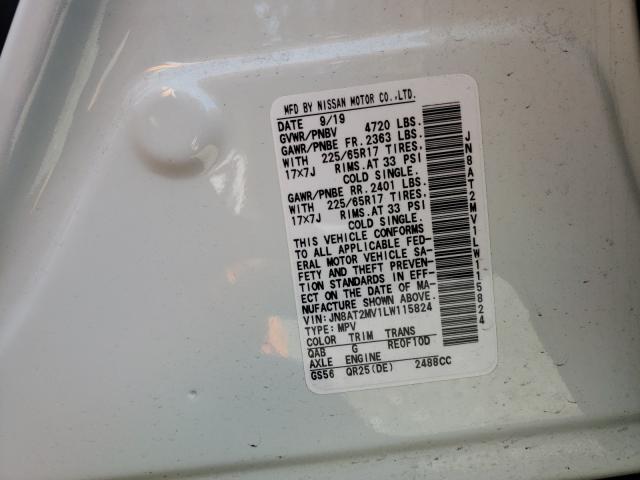 MFD BY NISSAN MOTOR CO.,LTD.
DATE 9/19
GVWR/PNBV 4720 LBS.
GAWR/PNBE FR. 2363 LBS.
WITH 225/65R17 TIRES.
17x7J RIMS.AT 33 PSI
COLD SINGLE.
GAWR/PNBE RR. 2401 LBS.
WITH 225/65R17 TIRES.
17x7J RIMS.AT 33 PSI
COLD SINGLE.
THIS VEHICLE CONFORMS
TO ALL APPLICABLE FED-
ERAL MOTOR VEHICLE SA-
FETY AND THEFT PREVEN-
TION STANDARDS IN EFF-
ECT ON THE DATE OF MA-
NUFACTURE SHOWN ABOVE.
VIN:JN8AT2MV1LW115824
TYPE: MPV
COLOR TRIM TRANS
QAB G RE0F10D
AXLE ENGINE
GS56 QR25(DE) 2488CC
JN8AT2MV1LW115824